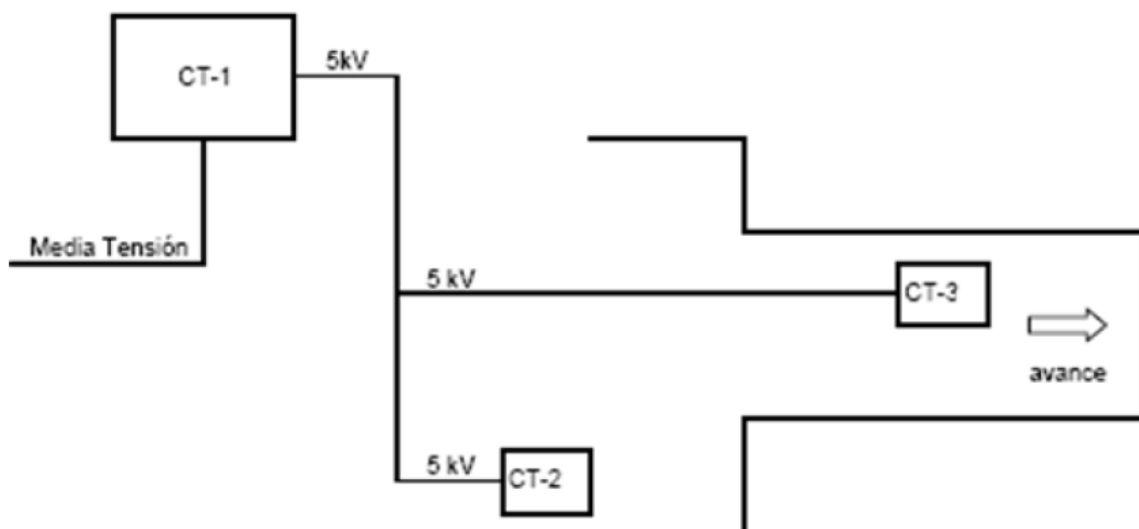 CT-1
5kV
Media Tensión
5 kV
CT-3
avance
5 kV
CT-2